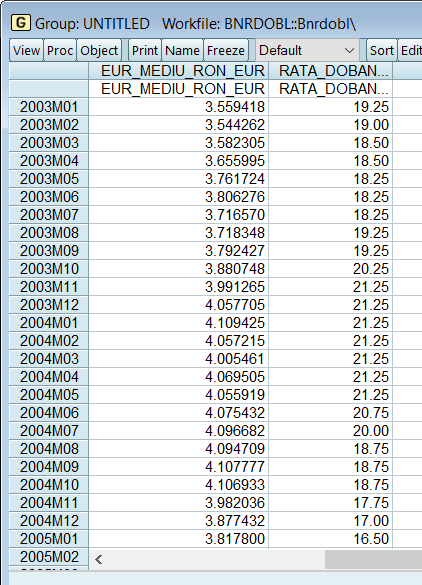 Group: UNTITLED Workfile: BNRDOBL::Bnrdobl\
View Proc Object Print Name Freeze Default Sort Edit
EUR_MEDIU_RON_EUR RATA_DOBAN...
EUR_MEDIU_RON_EUR RATA_DOBAN...
2003M01 3.559418 19.25
2003M02 3.544262 19.00
2003M03 3.582305 18.50
2003M04 3.655995 18.50
2003M05 3.761724 18.25
2003M06 3.806276 18.25
2003M07 3.716570 18.25
2003M08 3.718348 19.25
2003M09 3.792427 19.25
2003M10 3.880748 20.25
2003M11 3.991265 21.25
2003M12 4.057705 21.25
2004M01 4.109425 21.25
2004M02 4.057215 21.25
2004M03 4.005461 21.25
2004M04 4.069505 21.25
2004M05 4.055919 21.25
2004M06 4.075432 20.75
2004M07 4.096682 20.00
2004M08 4.094709 18.75
2004M09 4.107777 18.75
2004M10 4.106933 18.75
2004M11 3.982036 17.75
2004M12 3.877432 17.00
2005M01 3.817800 16.50
2005M02